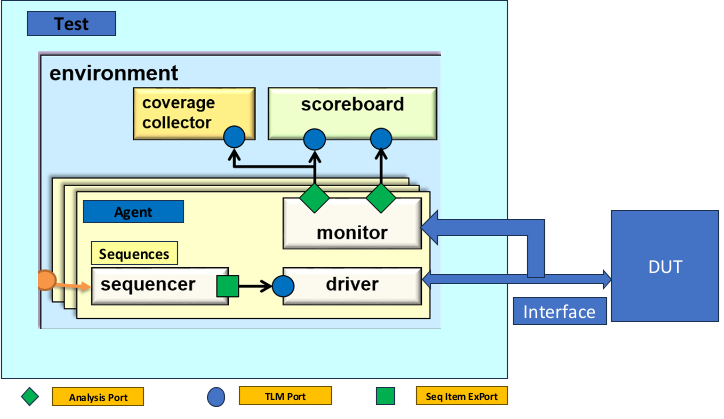 Test
environment
coverage
collector
scoreboard
Agent
monitor
Sequences
sequencer
driver
DUT
Interface
Analysis Port
TLM Port
Seq Item ExPort